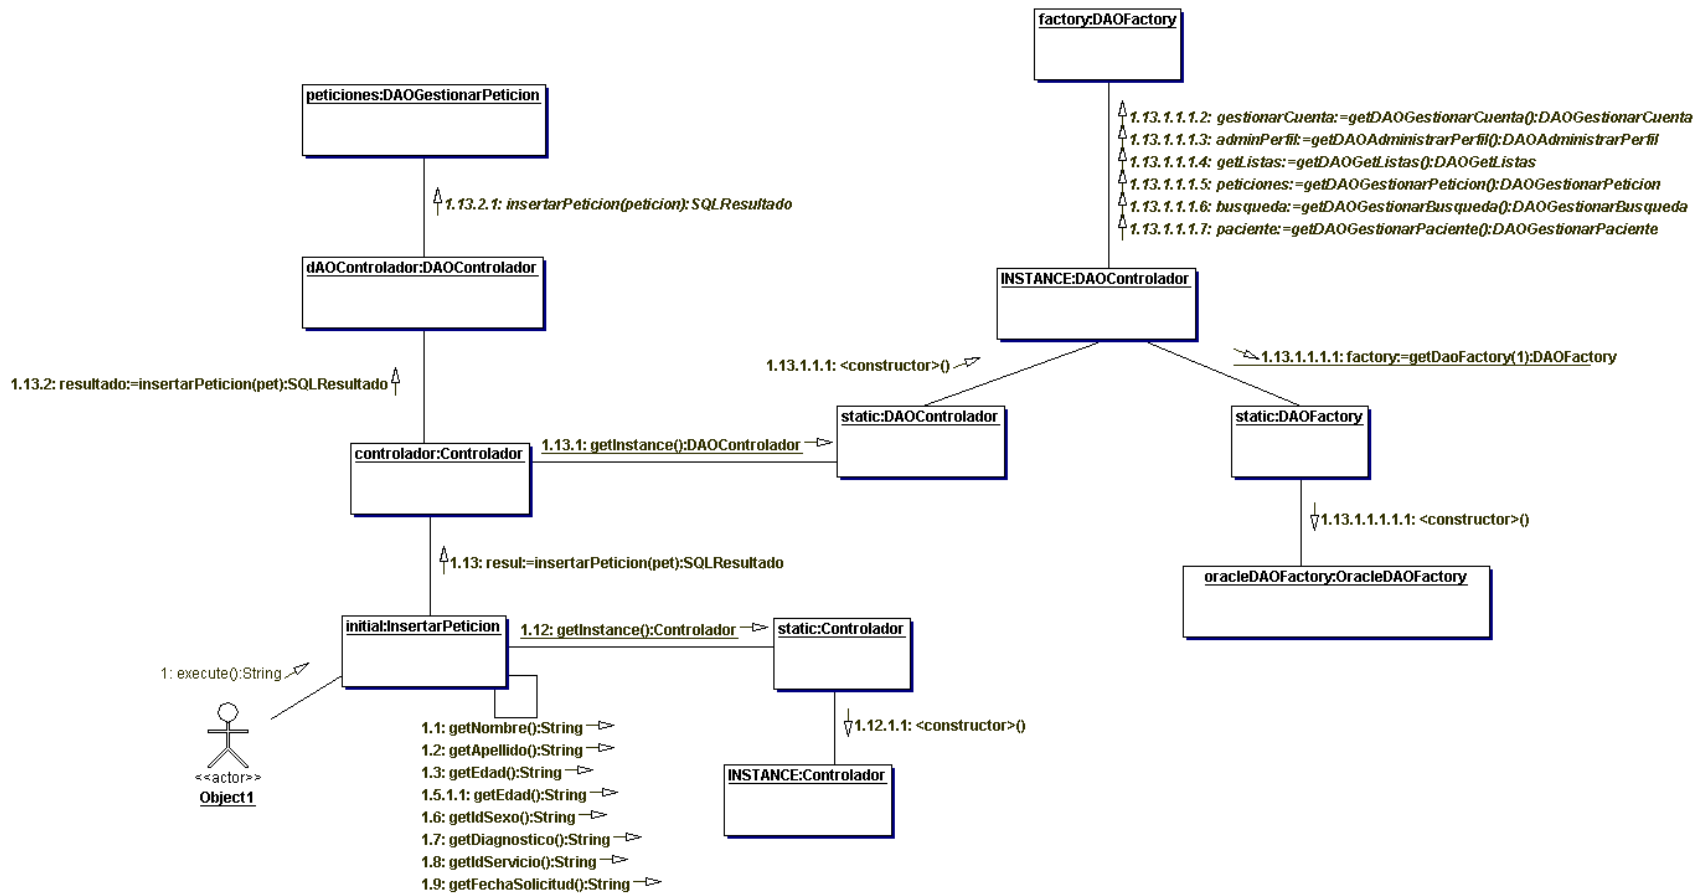 factory:DAOFactory
peticiones:DAOGestionarPeticion
1.13.1.1.1.2: gestionarCuenta:=getDAOGestionarCuenta():DAOGestionarCuenta
1.13.1.1.1.3: adminPerfil:=getDAOAdministrarPerfil():DAOAdministrarPerfil
1.13.1.1.1.4: getListas:=getDAOGetListas():DAOGetListas
1.13.1.1.1.5: peticiones:=getDAOGestionarPeticion():DAOGestionarPeticion
1.13.1.1.1.6: busqueda:=getDAOGestionarBusqueda():DAOGestionarBusqueda
1.13.1.1.1.7: paciente:=getDAOGestionarPaciente():DAOGestionarPaciente
1.13.2.1: insertarPeticion(peticion):SQLResultado
dAOControlador:DAOControlador
INSTANCE:DAOControlador
1.13.1.1.1: <constructor>()
1.13.1.1.1.1: factory:=getDaoFactory(1):DAOFactory
1.13.2: resultado:=insertarPeticion(pet):SQLResultado
static:DAOControlador
static:DAOFactory
1.13.1: getInstance():DAOControlador
controlador:Controlador
1.13.1.1.1.1.1: <constructor>()
1.13: resul:=insertarPeticion(pet):SQLResultado
oracleDAOFactory:OracleDAOFactory
initial:InsertarPeticion
1.12: getInstance():Controlador
static:Controlador
1: execute():String
1.1: getNombre():String
1.2: getApellido():String
1.3: getEdad():String
1.5.1.1: getEdad():String
1.6: getIdSexo():String
1.7: getDiagnostico():String
1.8: getIdServicio():String
1.9: getFechaSolicitud():String
1.12.1.1: <constructor>()
INSTANCE:Controlador
<<actor>>
Object1